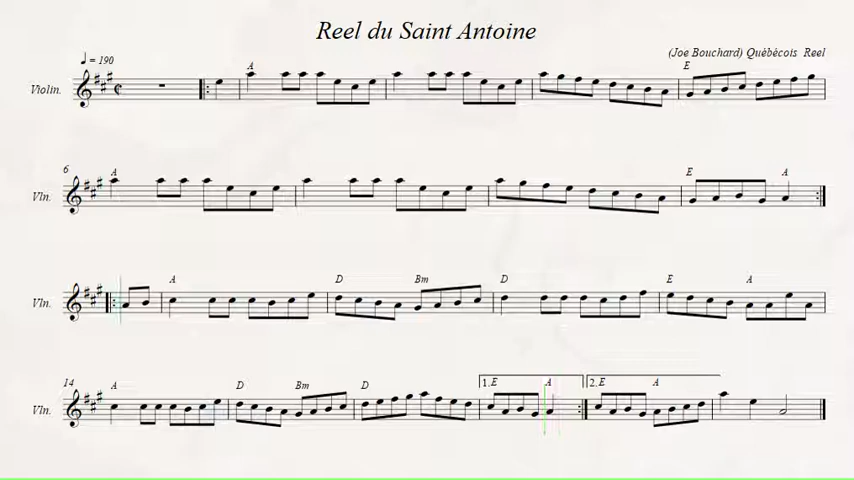 Reel du Saint Antoine
♩ = 190
(Joe Bouchard) Québécois Reel
Violin.
A E
6
Vln.
A E A
Vln.
A D Bm D E A
14
Vln.
A D Bm D 1. E A 2. E A